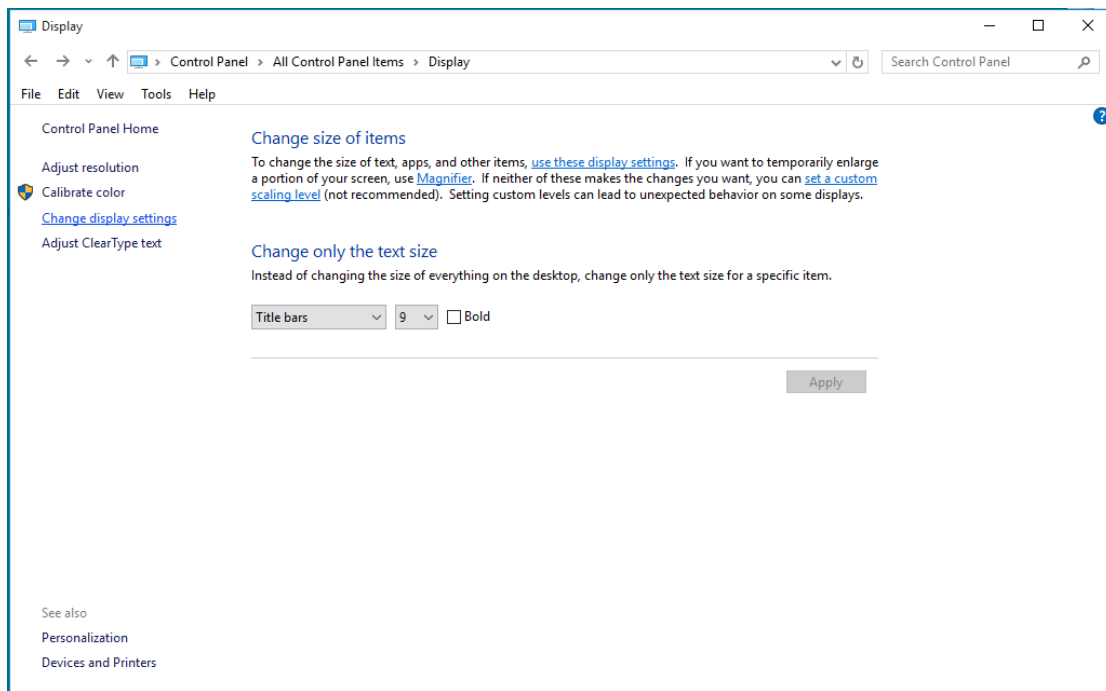 Display
Control Panel > All Control Panel Items > Display
Search Control Panel
File Edit View Tools Help
Control Panel Home
Adjust resolution
Calibrate color
Change display settings
Adjust ClearType text
Change size of items
To change the size of text, apps, and other items, use these display settings. If you want to temporarily enlarge
a portion of your screen, use Magnifier. If neither of these makes the changes you want, you can set a custom
scaling level (not recommended). Setting custom levels can lead to unexpected behavior on some displays.
Change only the text size
Instead of changing the size of everything on the desktop, change only the text size for a specific item.
Title bars 9 Bold
Apply
See also
Personalization
Devices and Printers
?